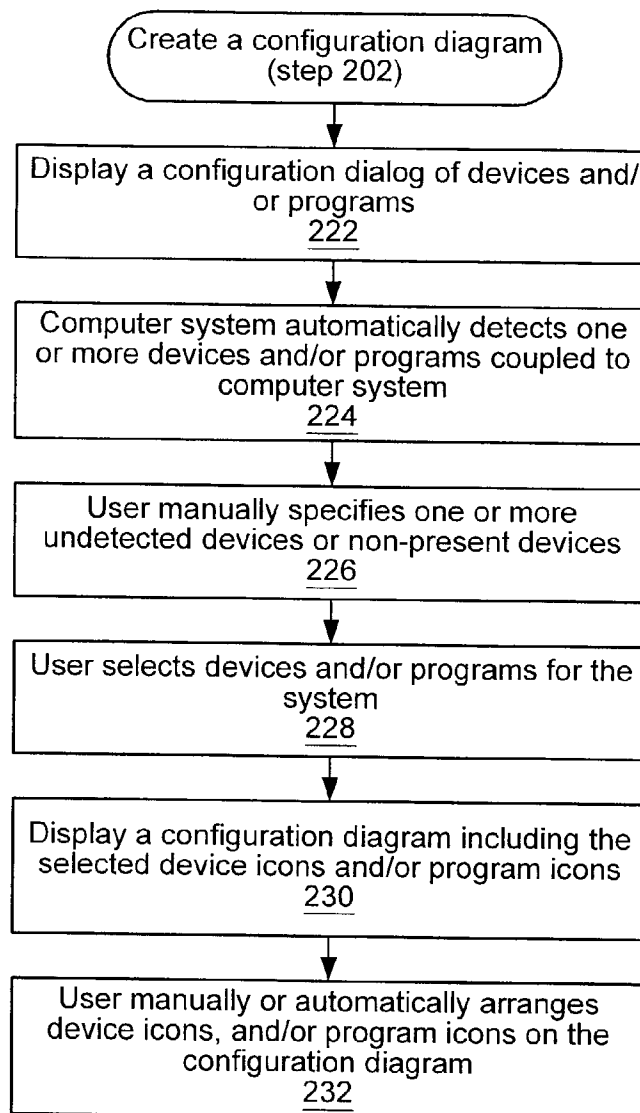 Create a configuration diagram
(step 202)
Display a configuration dialog of devices and/
or programs
222
Computer system automatically detects one
or more devices and/or programs coupled to
computer system
224
User manually specifies one or more
undetected devices or non-present devices
226
User selects devices and/or programs for the
system
228
Display a configuration diagram including the
selected device icons and/or program icons
230
User manually or automatically arranges
device icons, and/or program icons on the
configuration diagram
232